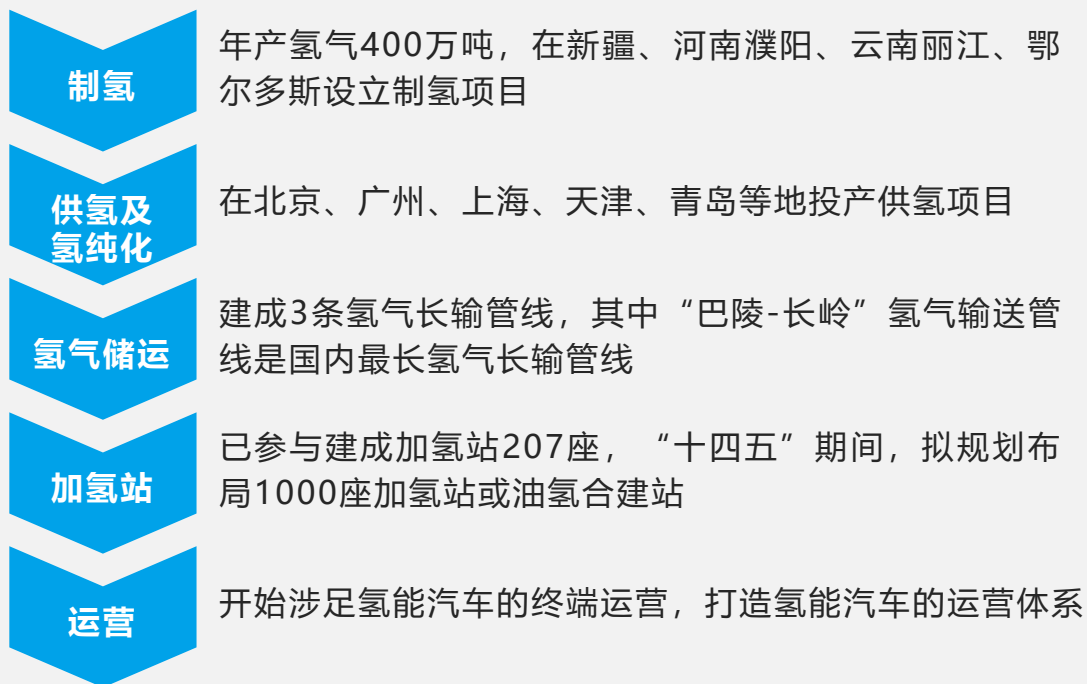 制氢
年产氢气400万吨，在新疆、河南濮阳、云南丽江、鄂
尔多斯设立制氢项目
供氢及
氢纯化
在北京、广州、上海、天津、青岛等地投产供氢项目
氢气储运
建成3条氢气长输管线，其中“巴陵-长岭”氢气输送管
线是国内最长氢气长输管线
加氢站
已参与建成加氢站207座，“十四五”期间，拟规划布
局1000座加氢站或油氢合建站
运营
开始涉足氢能汽车的终端运营，打造氢能汽车的运营体系